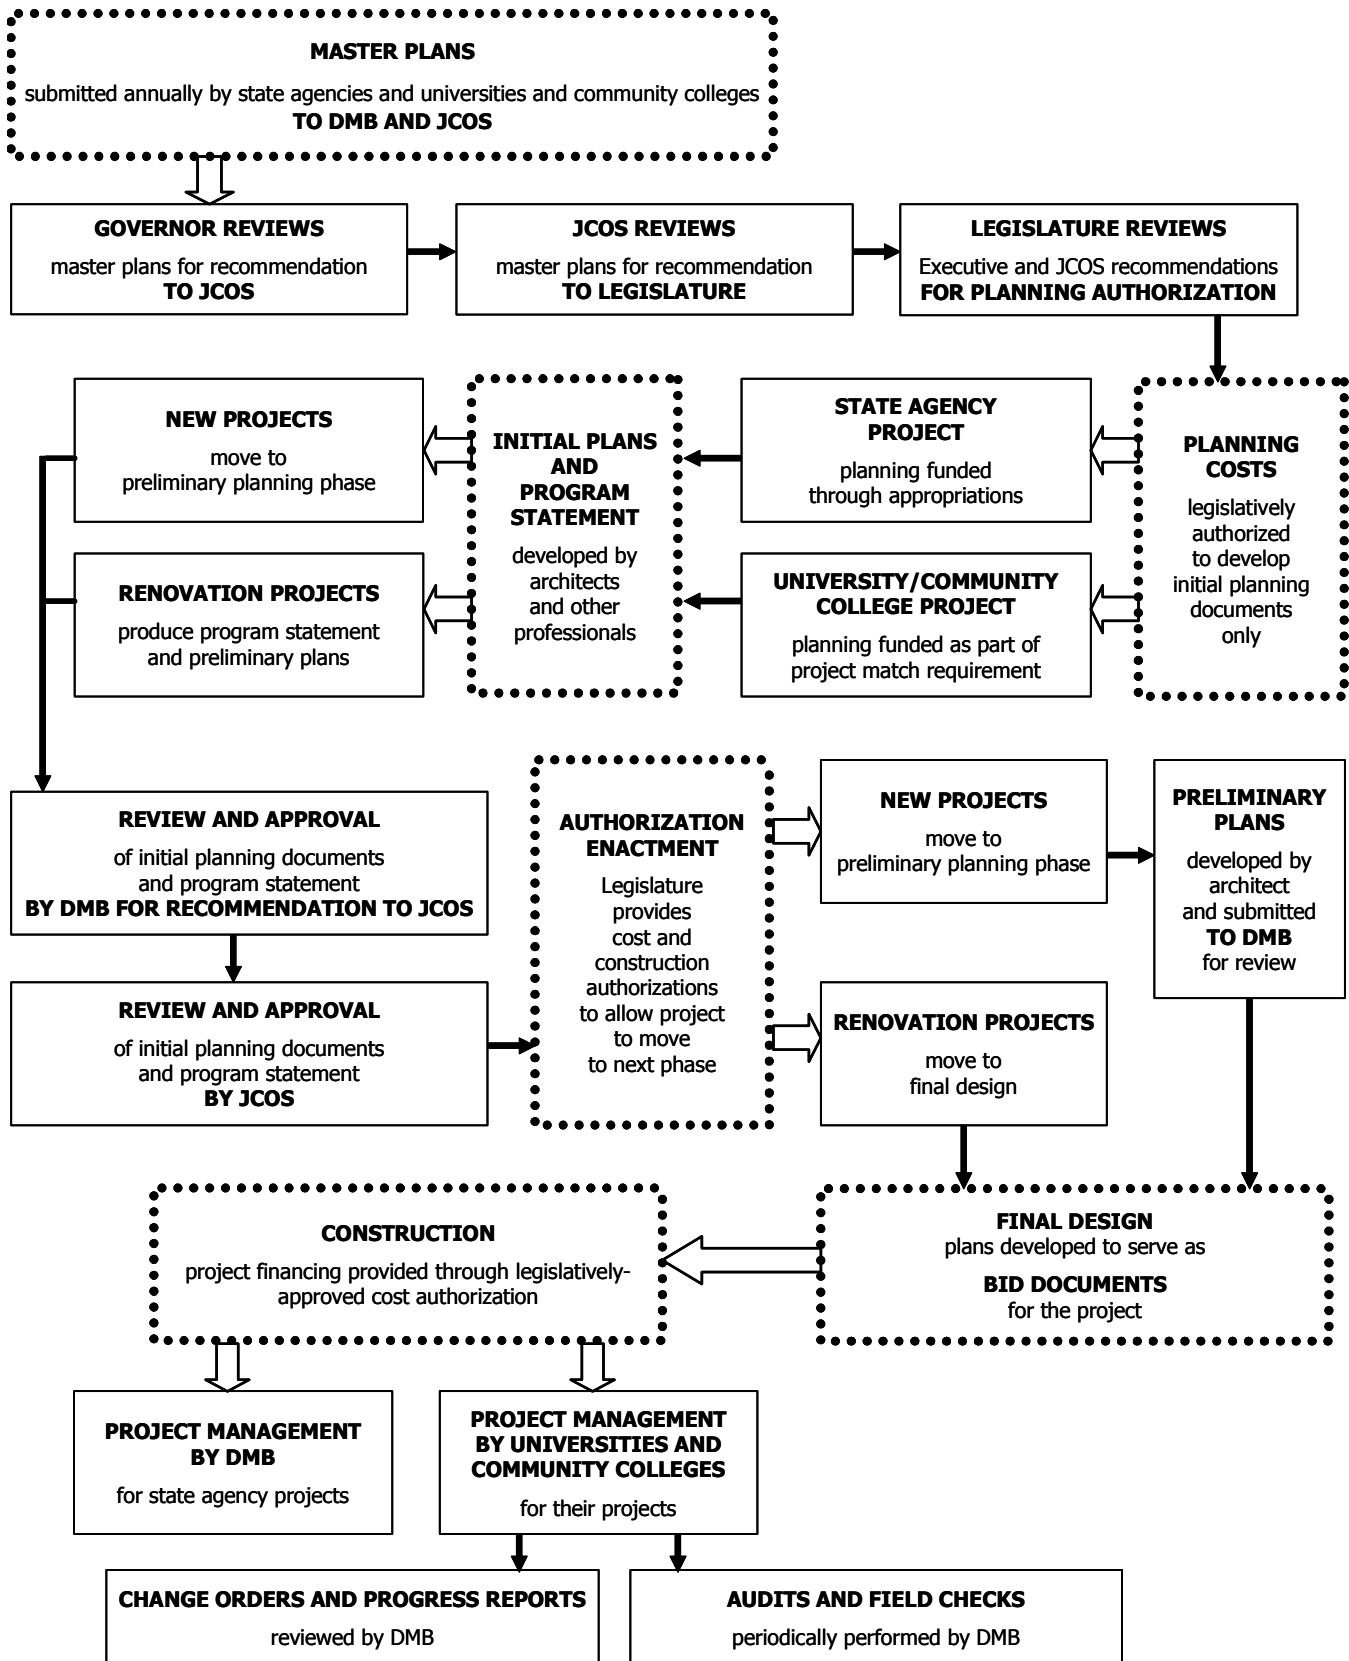 MASTER PLANS
submitted annually by state agencies and universities and community colleges
TO DMB AND JCOS
GOVERNOR REVIEWS
master plans for recommendation
TO JCOS
JCOS REVIEWS
master plans for recommendation
TO LEGISLATURE
LEGISLATURE REVIEWS
Executive and JCOS recommendations
FOR PLANNING AUTHORIZATION
PLANNING
COSTS
legislatively
authorized
to develop
initial planning
documents
only
STATE AGENCY
PROJECT
planning funded
through appropriations
UNIVERSITY/COMMUNITY
COLLEGE PROJECT
planning funded as part of
project match requirement
INITIAL PLANS
AND
PROGRAM
STATEMENT
developed by
architects
and other
professionals
NEW PROJECTS
move to
preliminary planning phase
RENOVATION PROJECTS
produce program statement
and preliminary plans
REVIEW AND APPROVAL
of initial planning documents
and program statement
BY DMB FOR RECOMMENDATION TO JCOS
REVIEW AND APPROVAL
of initial planning documents
and program statement
BY JCOS
AUTHORIZATION
ENACTMENT
Legislature
provides
cost and
construction
authorizations
to allow project
to move
to next phase
NEW PROJECTS
move to
preliminary planning phase
PRELIMINARY
PLANS
developed by
architect
and submitted
TO DMB
for review
RENOVATION PROJECTS
move to
final design
FINAL DESIGN
plans developed to serve as
BID DOCUMENTS
for the project
CONSTRUCTION
project financing provided through legislatively-
approved cost authorization
PROJECT MANAGEMENT
BY DMB
for state agency projects
PROJECT MANAGEMENT
BY UNIVERSITIES AND
COMMUNITY COLLEGES
for their projects
CHANGE ORDERS AND PROGRESS REPORTS
reviewed by DMB
AUDITS AND FIELD CHECKS
periodically performed by DMB